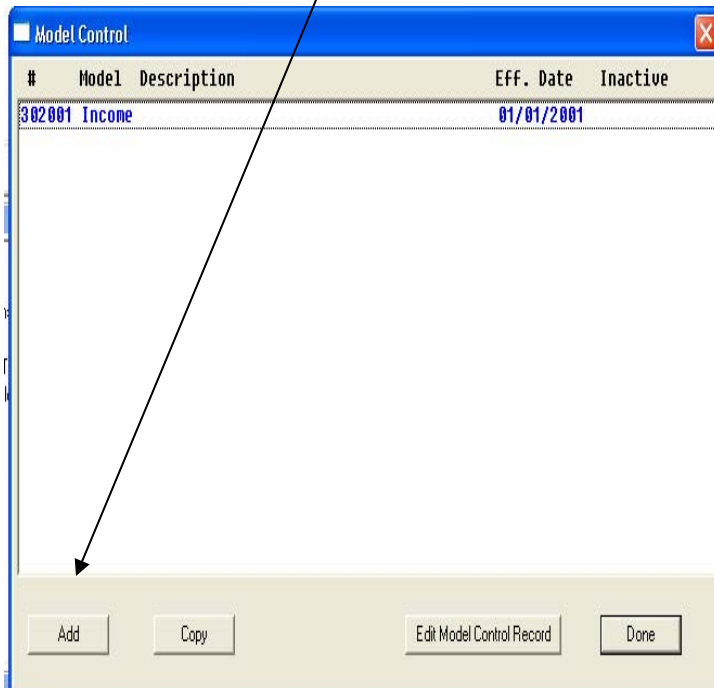 Model Control
# Model Description Eff. Date Inactive
302001 Income 01/01/2001
Add Copy Edit Model Control Record Done